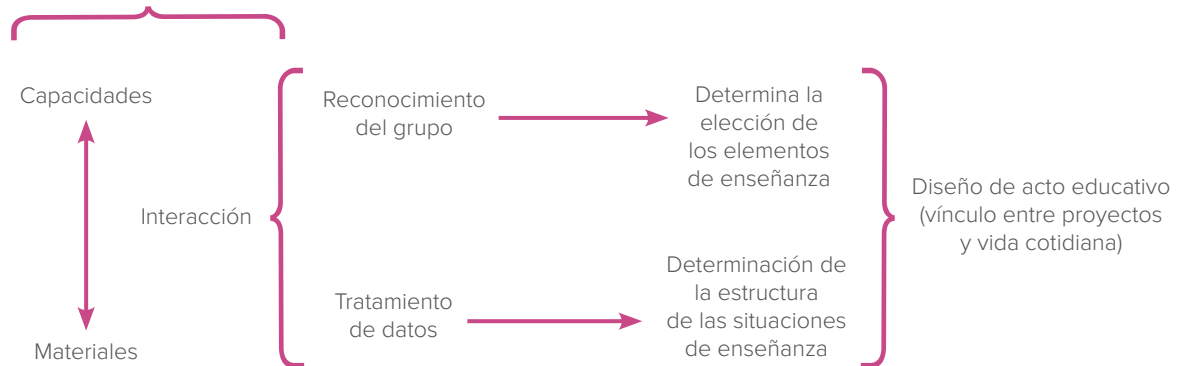 Capacidades
Interacción
Materiales
Reconocimiento
del grupo
Determina la
elección de
los elementos
de enseñanza
Tratamiento
de datos
Determinación de
la estructura
de las situaciones
de enseñanza
Diseño de acto educativo
(vínculo entre proyectos
y vida cotidiana)